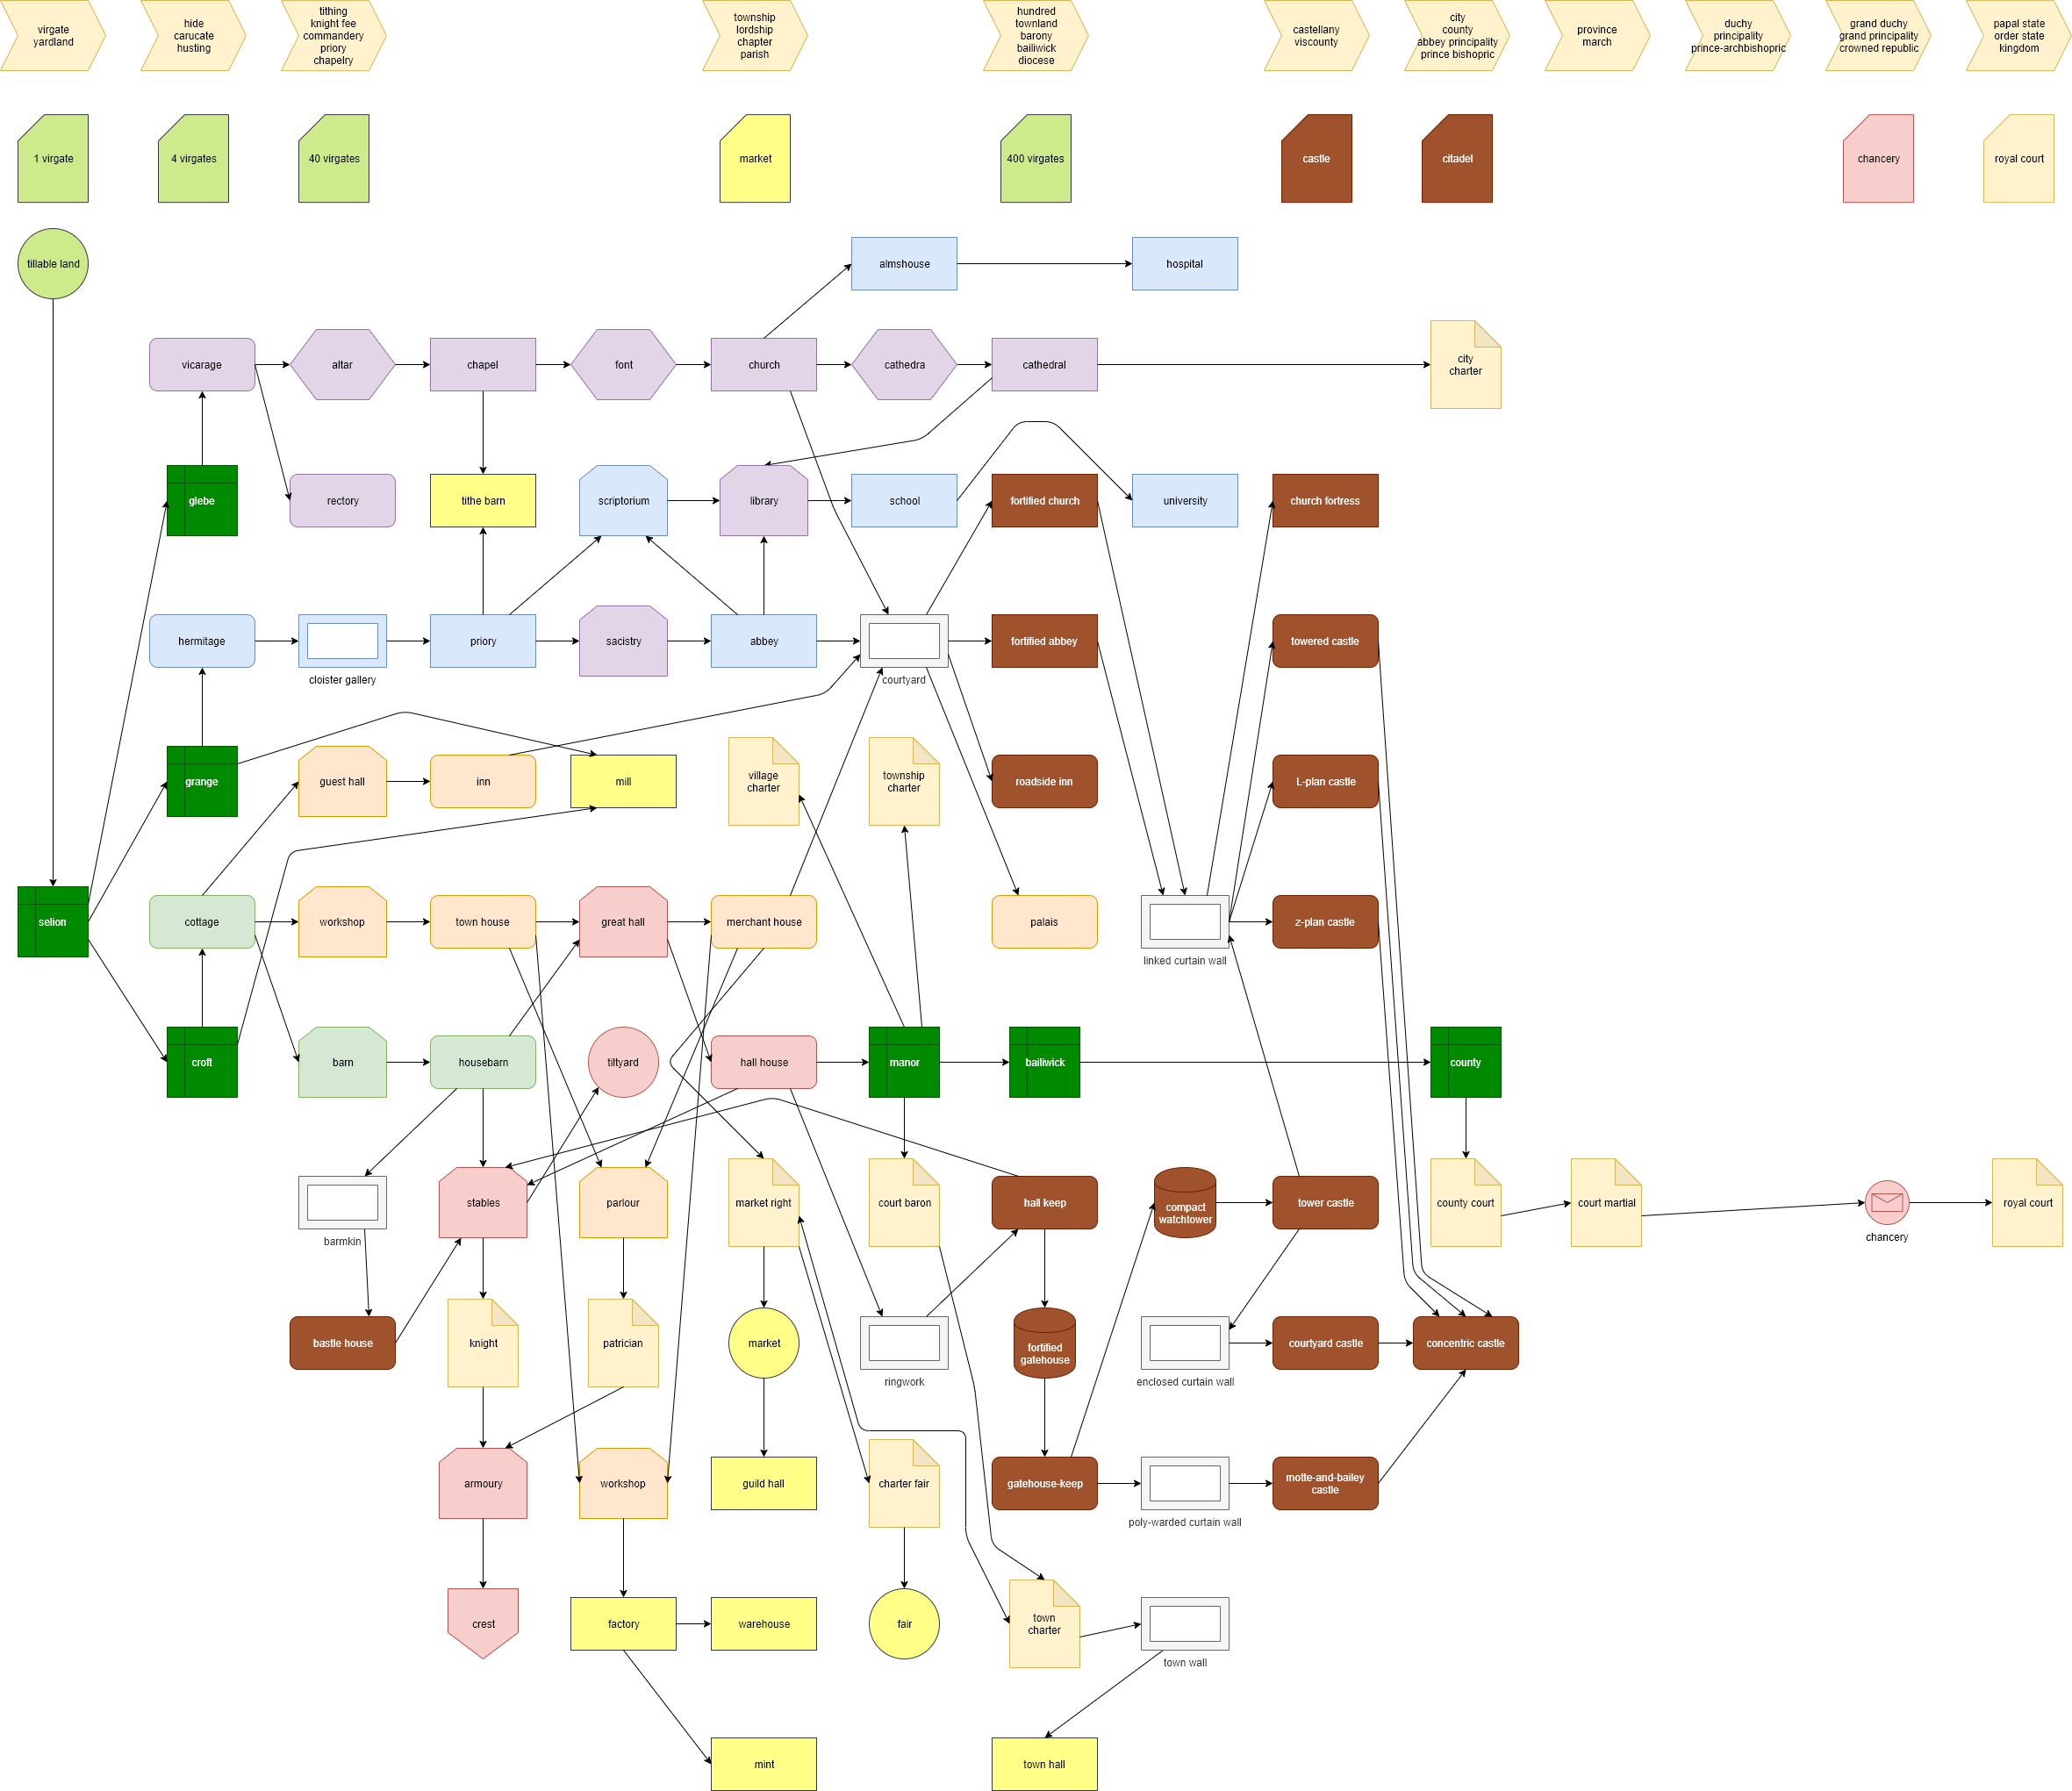 virgate
yardland
hide
carucate
husting
tithing
knight fee
commandery
priory
chapelry
township
lordship
chapter
parish
hundred
townland
barony
bailiwick
diocese
castellany
viscounty
city
county
abbey principality
prince bishopric
province
march
duchy
principality
prince-archbishopric
grand duchy
grand principality
crowned republic
papal state
order state
kingdom
1 virgate
4 virgates
40 virgates
market
400 virgates
castle
citadel
chancery
royal court
tillable land
almshouse
hospital
vicarage
altar
chapel
font
church
cathedra
cathedral
city
charter
glebe
rectory
tithe barn
scriptorium
library
school
fortified church
university
church fortress
hermitage
cloister gallery
priory
sacistry
abbey
courtyard
fortified abbey
towered castle
grange
guest hall
inn
mill
village
charter
township
charter
roadside inn
L-plan castle
selion
cottage
workshop
town house
great hall
merchant house
palais
linked curtain wall
z-plan castle
croft
barn
housebarn
tiltyard
hall house
manor
bailiwick
county
barmkin
stables
parlour
market right
court baron
hall keep
compact
watchtower
tower castle
county court
court martial
chancery
royal court
bastle house
knight
patrician
market
ringwork
fortified
gatehouse
enclosed curtain wall
courtyard castle
concentric castle
armoury
workshop
guild hall
charter fair
gatehouse-keep
poly-warded curtain wall
motte-and-bailey
castle
crest
factory
warehouse
fair
town
charter
town wall
mint
town hall